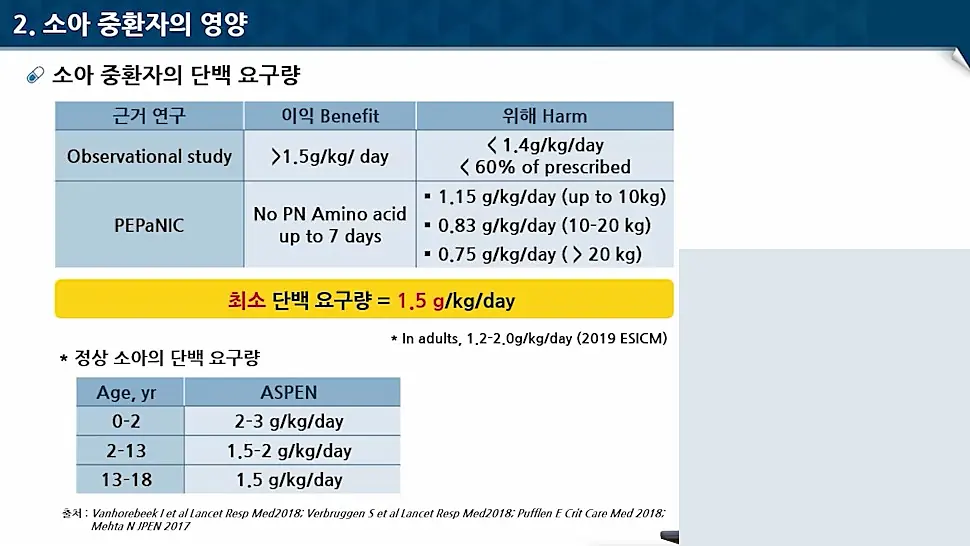 2. 소아 중환자의 영양
소아 중환자의 단백 요구량
근거 연구 이익 Benefit 위해 Harm
Observational study >1.5g/kg/ day < 1.4g/kg/day
< 60% of prescribed
PEPaNIC No PN Amino acid
up to 7 days
▪ 1.15 g/kg/day (up to 10kg)
▪ 0.83 g/kg/day (10-20 kg)
▪ 0.75 g/kg/day ( > 20 kg)
최소 단백 요구량 = 1.5 g/kg/day
* In adults, 1.2-2.0g/kg/day (2019 ESICM)
* 정상 소아의 단백 요구량
Age, yr ASPEN
0-2 2-3 g/kg/day
2-13 1.5-2 g/kg/day
13-18 1.5 g/kg/day
출처 : Vanhorebeek I et al Lancet Resp Med2018; Verbruggen S et al Lancet Resp Med2018; Pufflen E Crit Care Med 2018;
Mehta N JPEN 2017